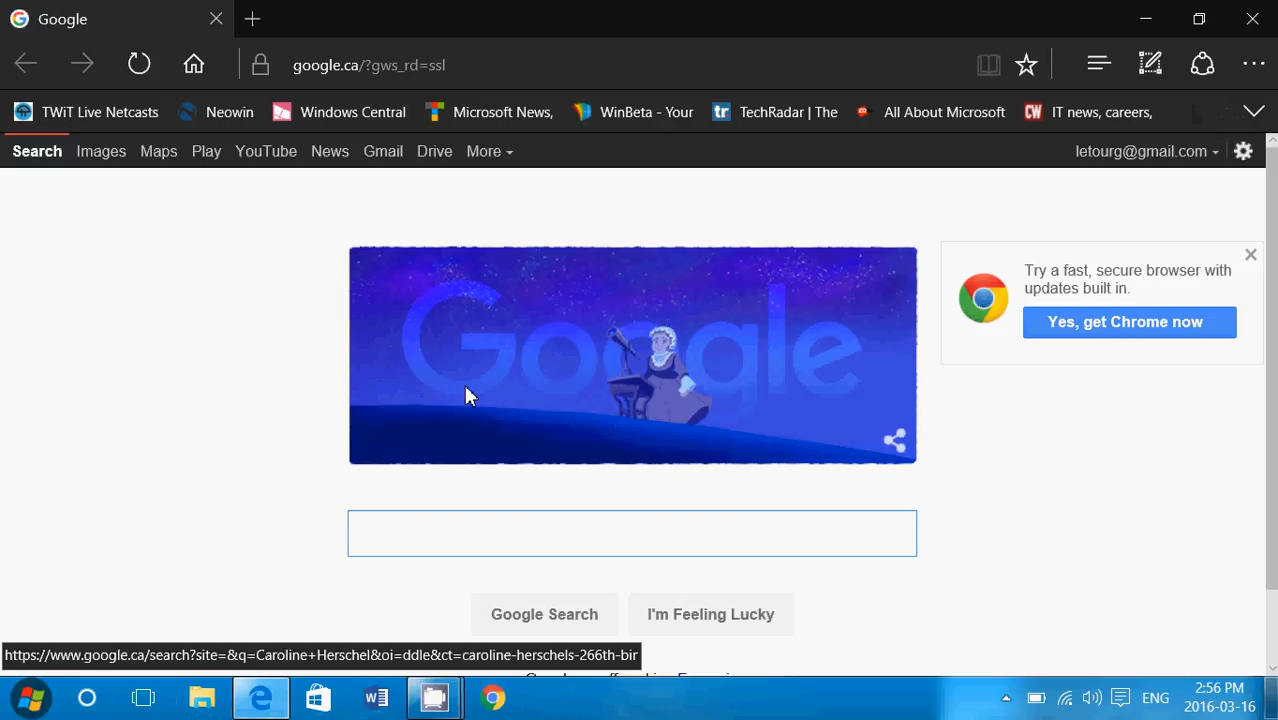 Google
google.ca/?gws_rd=ssl
TWiT Live Netcasts Neowin Windows Central Microsoft News, WinBeta - Your TechRadar | The All About Microsoft IT news, careers,
Search Images Maps Play YouTube News Gmail Drive More letourg@gmail.com
Google
Try a fast, secure browser with
updates built in.
Yes, get Chrome now
Google Search I'm Feeling Lucky
https://www.google.ca/search?site=&q=Caroline+Herschel&oi=ddle&ct=caroline-herschels-266th-bir
ENG 2:56 PM
2016-03-16